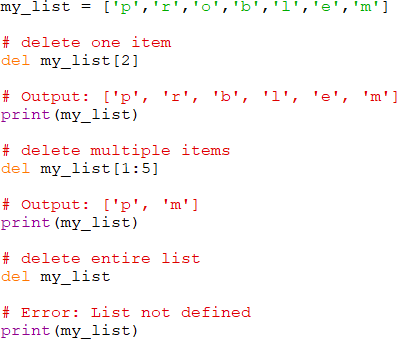 my_list = ['p','r','o','b','l','e','m']
# delete one item
del my_list[2]
# Output: ['p', 'r', 'b', 'l', 'e', 'm']
print(my_list)
# delete multiple items
del my_list[1:5]
# Output: ['p', 'm']
print(my_list)
# delete entire list
del my_list
# Error: List not defined
print(my_list)